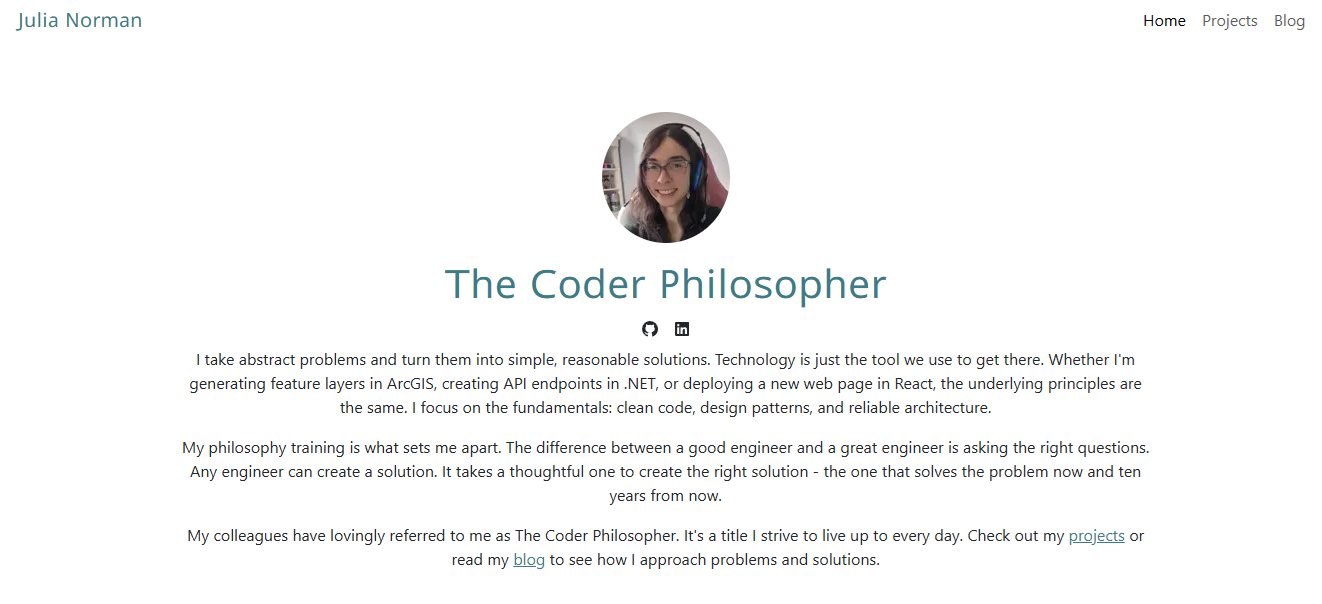 Julia Norman
Home Projects Blog
The Coder Philosopher
I take abstract problems and turn them into simple, reasonable solutions. Technology is just the tool we use to get there. Whether I'm
generating feature layers in ArcGIS, creating API endpoints in .NET, or deploying a new web page in React, the underlying principles are
the same. I focus on the fundamentals: clean code, design patterns, and reliable architecture.
My philosophy training is what sets me apart. The difference between a good engineer and a great engineer is asking the right questions.
Any engineer can create a solution. It takes a thoughtful one to create the right solution - the one that solves the problem now and ten
years from now.
My colleagues have lovingly referred to me as The Coder Philosopher. It's a title I strive to live up to every day. Check out my projects or
read my blog to see how I approach problems and solutions.